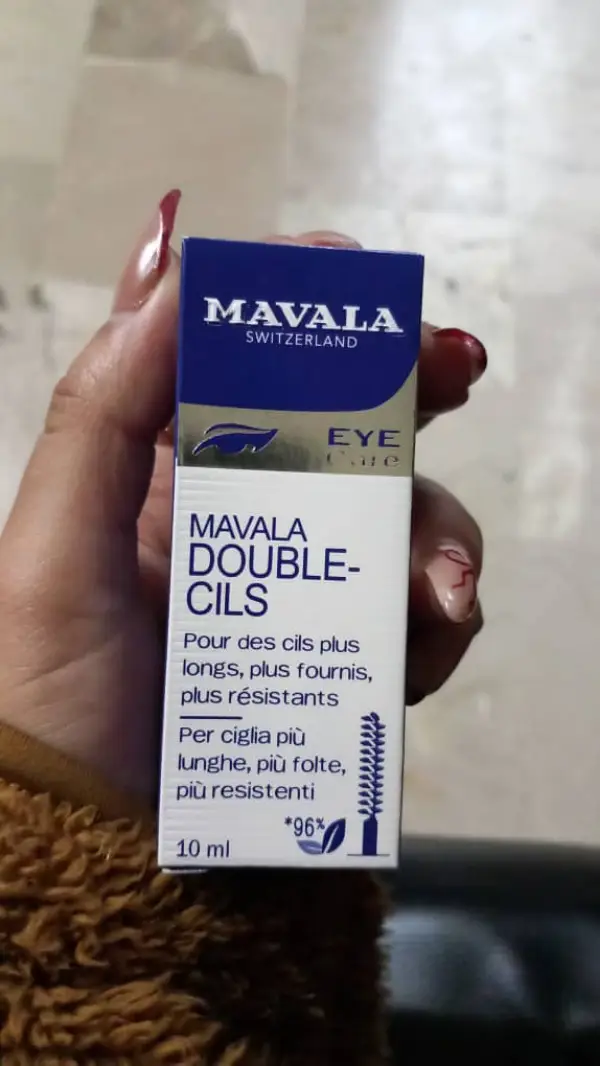 MAVALA
SWITZERLAND
EYE
Care
MAVALA
DOUBLE-
CILS
Pour des cils plus
longs, plus fournis,
plus résistants
Per ciglia più
lunghe, più folte,
più resistenti
*96%
10 ml